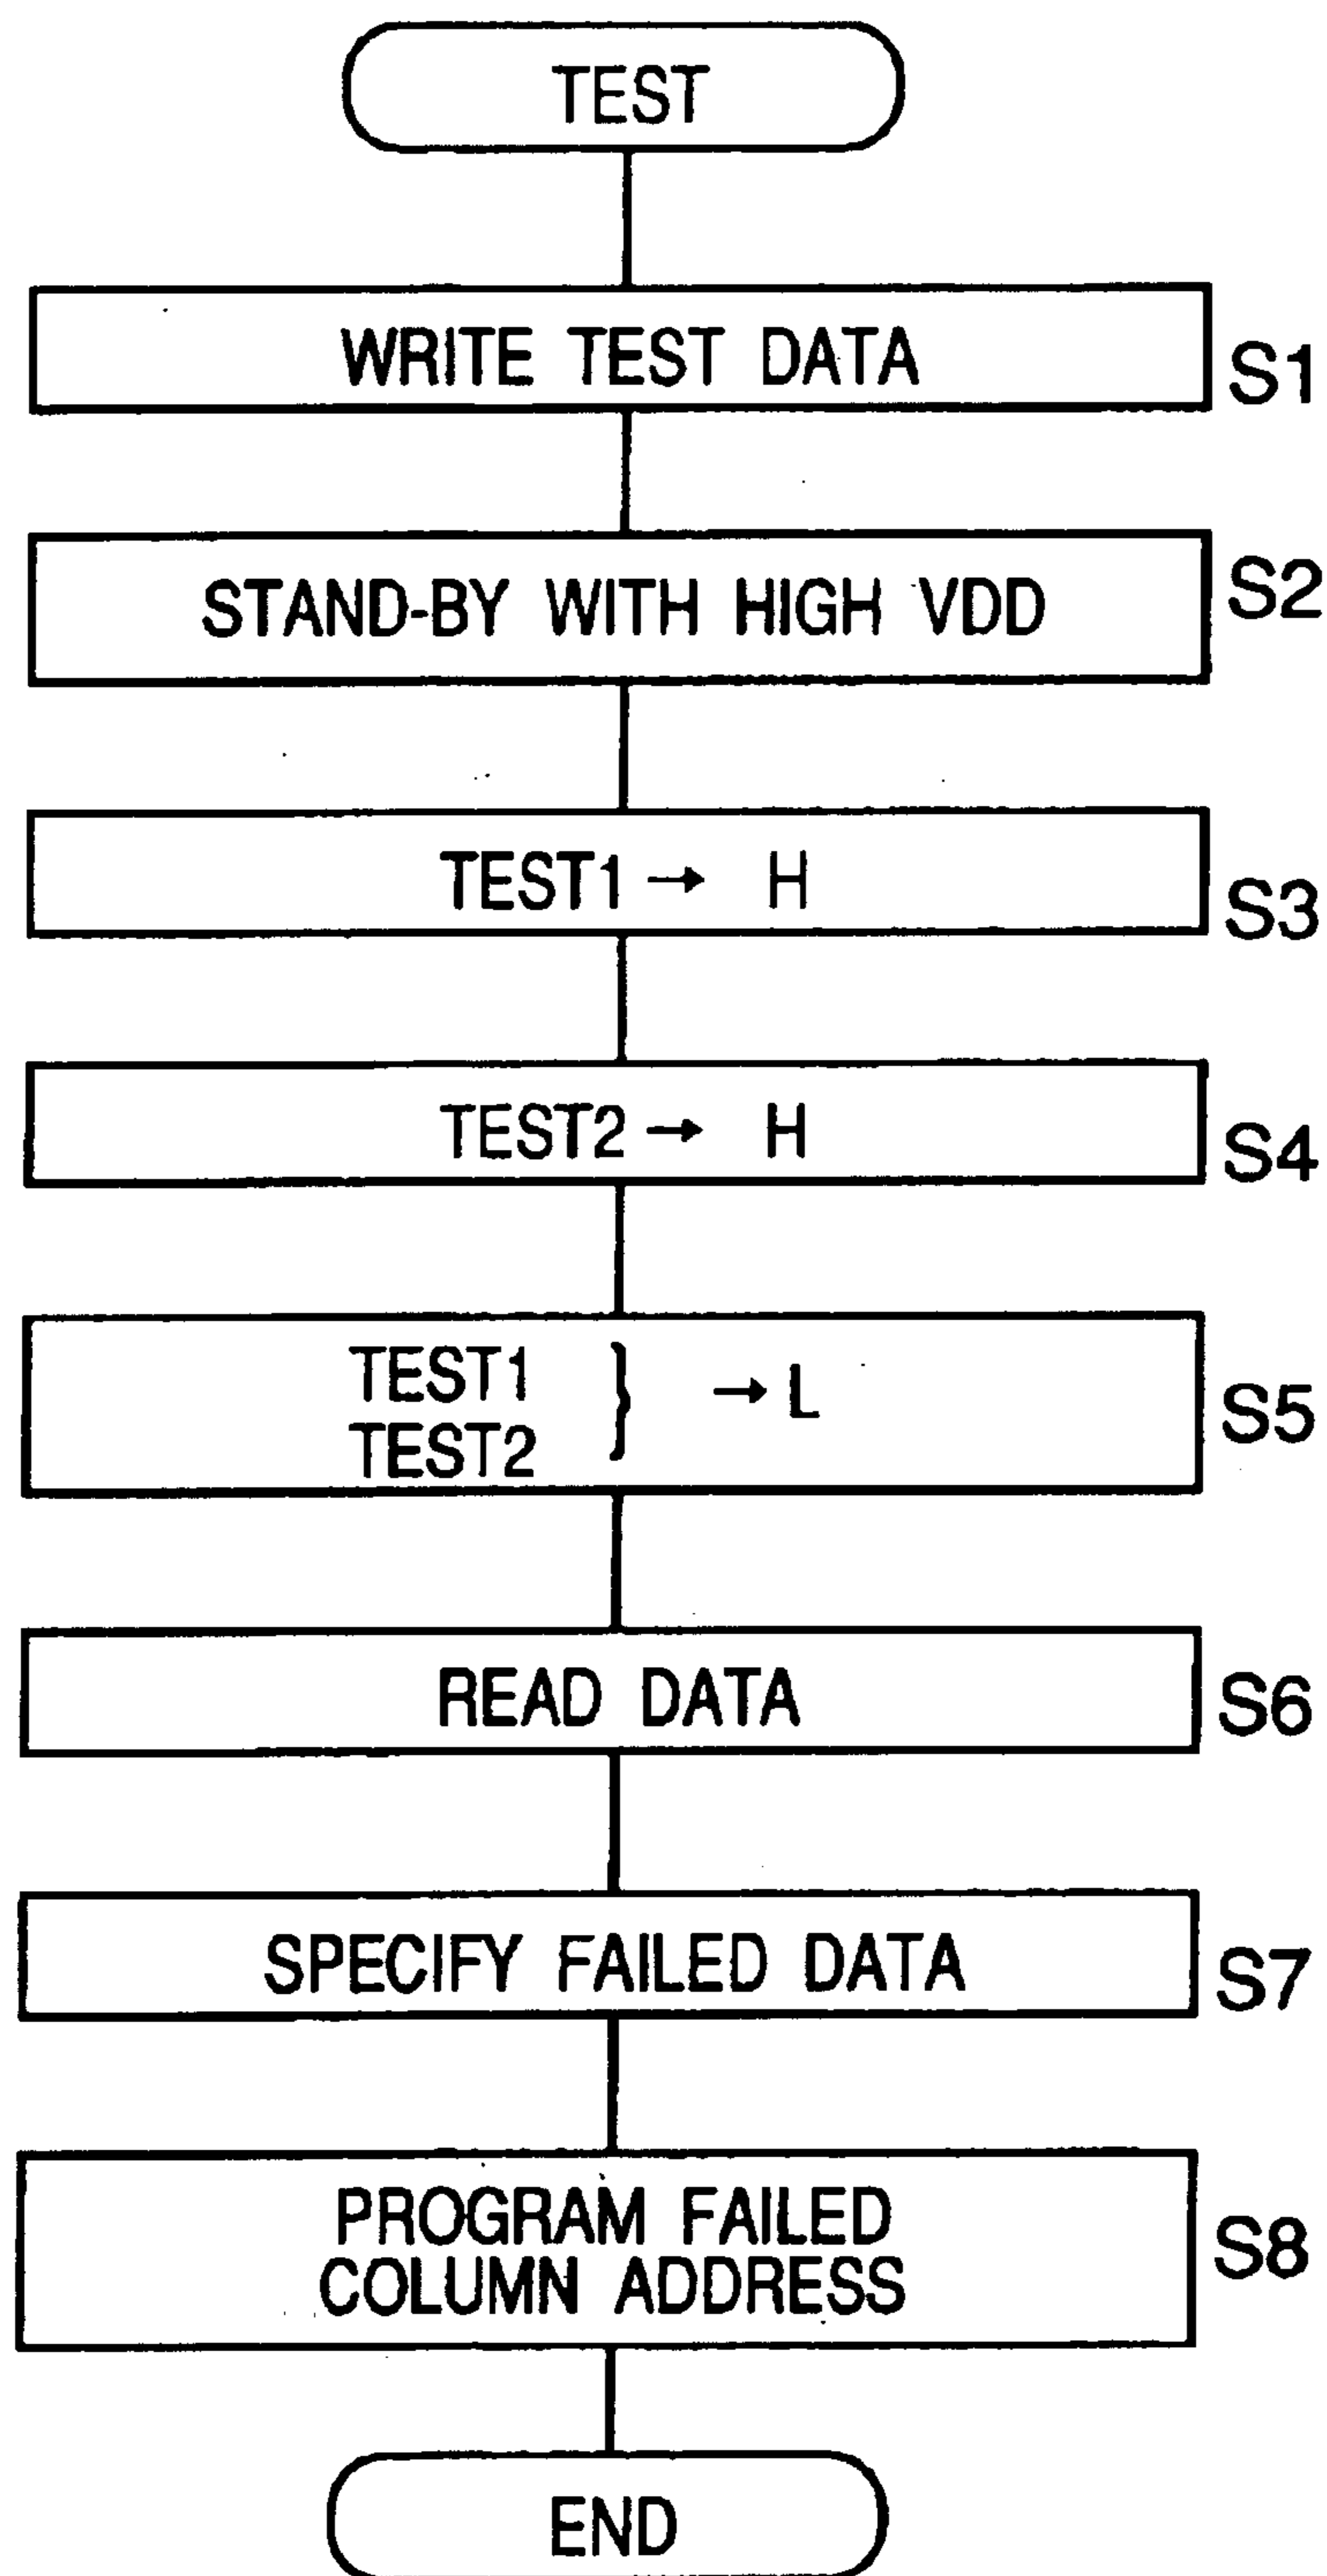 TEST
WRITE TEST DATA
S1
STAND-BY WITH HIGH VDD
S2
TEST1 → H
S3
TEST2 → H
S4
TEST1
TEST2
} → L
S5
READ DATA
S6
SPECIFY FAILED DATA
S7
PROGRAM FAILED
COLUMN ADDRESS
S8
END